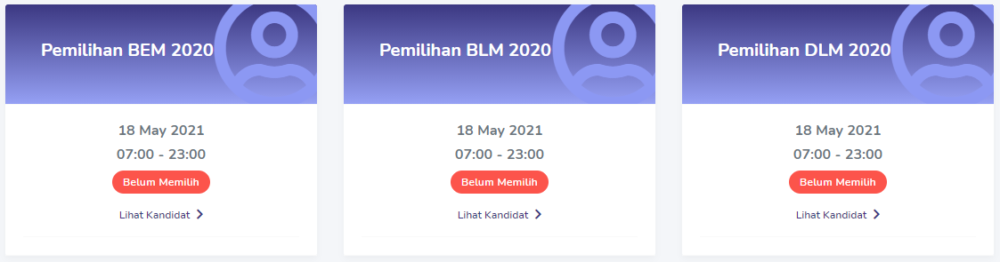 Pemilihan BEM 2020
18 May 2021
07:00 - 23:00
Belum Memilih
Lihat Kandidat
Pemilihan BLM 2020
18 May 2021
07:00 - 23:00
Belum Memilih
Lihat Kandidat
Pemilihan DLM 2020
18 May 2021
07:00 - 23:00
Belum Memilih
Lihat Kandidat